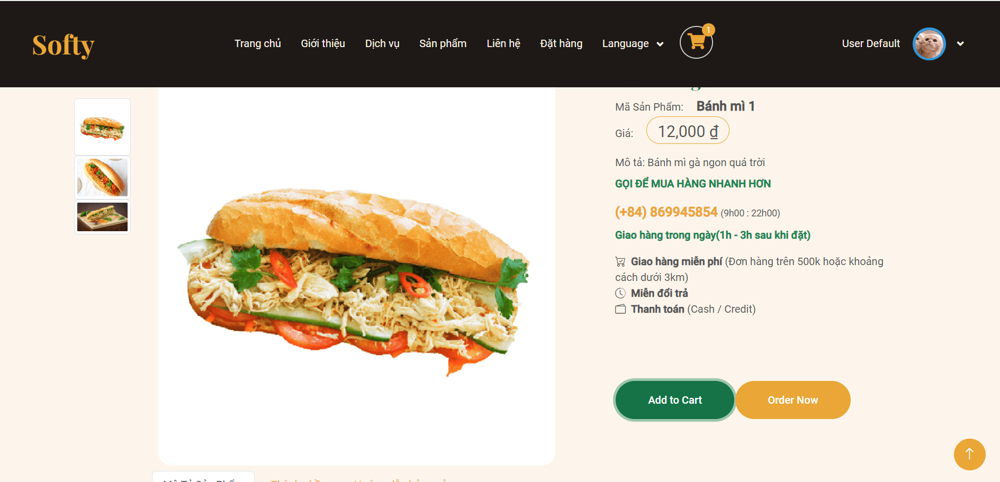 Softy
Trang chủ
Giới thiệu
Dịch vụ
Sản phẩm
Liên hệ
Đặt hàng
Language
1
User Default
Mã Sản Phẩm: Bánh mì 1
Giá: 12,000 ₫
Mô tả: Bánh mì gà ngon quá trời
GỌI ĐỂ MUA HÀNG NHANH HƠN
(+84) 869945854 (9h00 : 22h00)
Giao hàng trong ngày(1h - 3h sau khi đặt)
Giao hàng miễn phí (Đơn hàng trên 500k hoặc khoảng
cách dưới 3km)
Miễn đổi trả
Thanh toán (Cash / Credit)
Add to Cart
Order Now